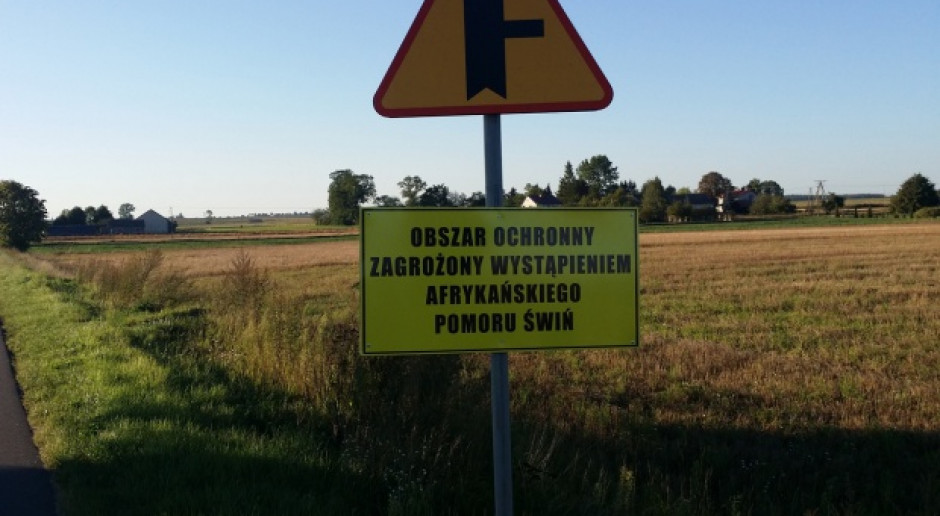 OBSZAR OCHRONNY
ZAGROŻONY WYSTĄPIENIEM
AFRYKAŃSKIEGO
POMORU ŚWIŃ